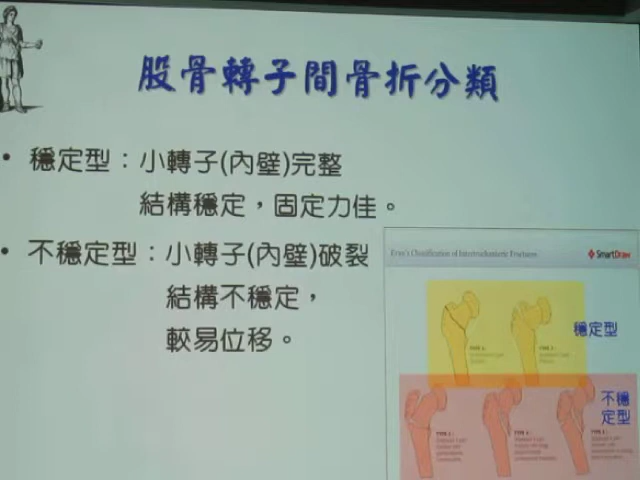 股骨轉子間骨折分類
• 穩定型：小轉子(內壁)完整
結構穩定，固定力佳。
• 不穩定型：小轉子(內壁)破裂
結構不穩定，
較易位移。
Evan's Classification of Intertrochanteric Fractures
SmartDraw
穩定型
TYPE 1:
TYPE 2:
不穩
定型
TYPE 3:
TYPE 4:
TYPE 5: